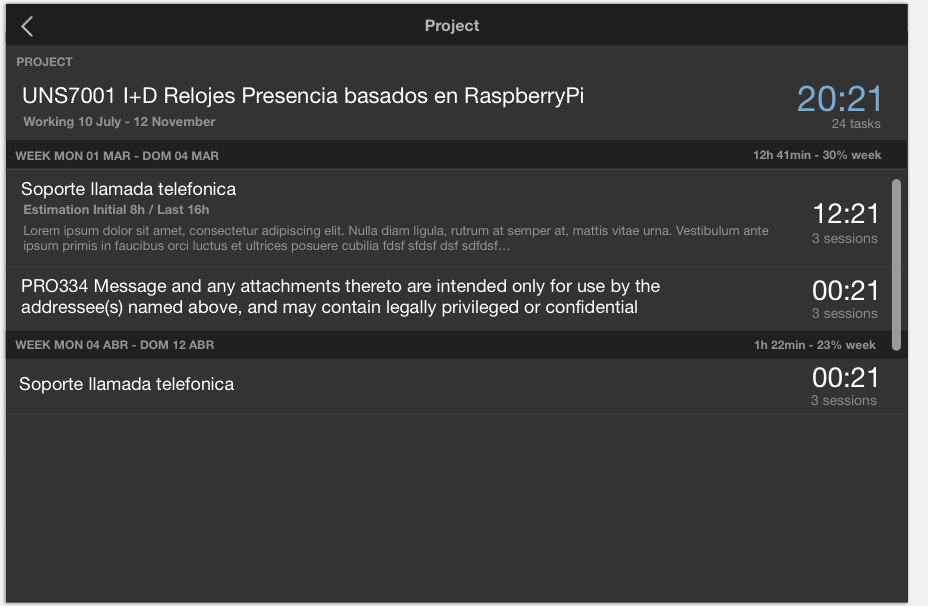 Project
PROJECT
UNS7001 I+D Relojes Presencia basados en RaspberryPi
20:21
Working 10 July - 12 November
24 tasks
WEEK MON 01 MAR - DOM 04 MAR
12h 41min - 30% week
Soporte llamada telefonica
Estimation Initial 8h / Last 16h
12:21
Lorem ipsum dolor sit amet, consectetur adipiscing elit. Nulla diam ligula, rutrum at semper at, mattis vitae urna. Vestibulum ante
3 sessions
ipsum primis in faucibus orci luctus et ultrices posuere cubilia fdsf sfdsf dsf sdfdsf...
PRO334 Message and any attachments thereto are intended only for use by the
00:21
addressee(s) named above, and may contain legally privileged or confidential
3 sessions
WEEK MON 04 ABR - DOM 12 ABR
1h 22min - 23% week
Soporte llamada telefonica
00:21
3 sessions